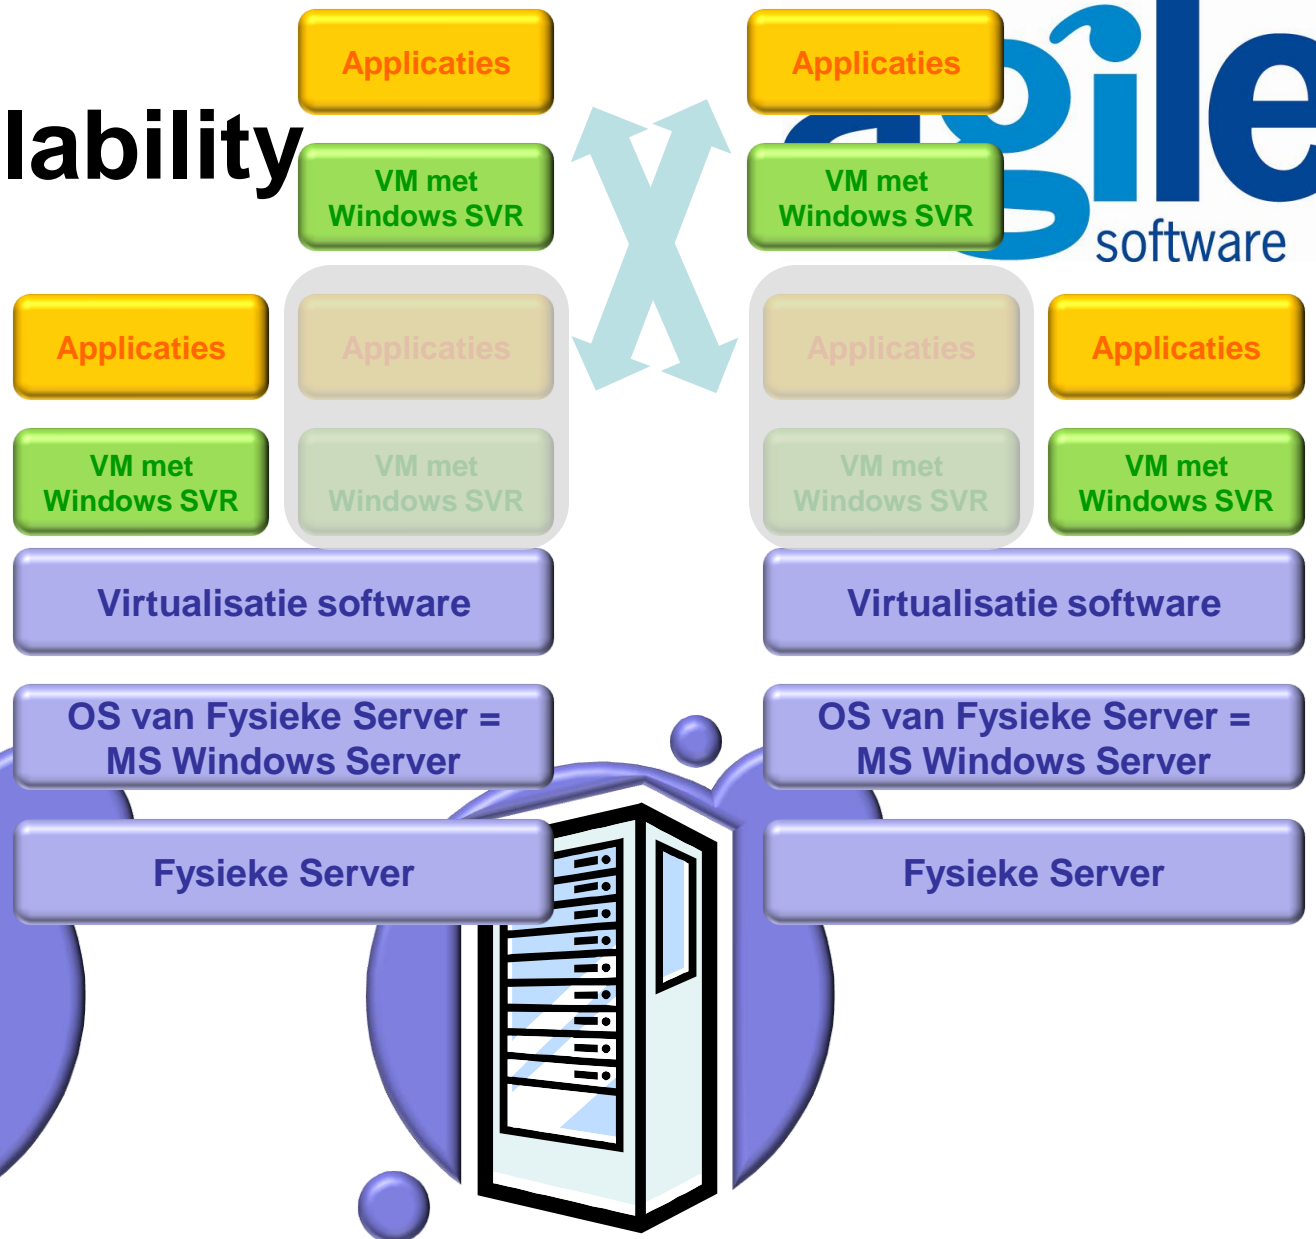 Applicaties
Applicaties
agile
software
lability
VM met
Windows SVR
VM met
Windows SVR
Applicaties
Applicaties
Applicaties
Applicaties
VM met
Windows SVR
VM met
Windows SVR
VM met
Windows SVR
VM met
Windows SVR
Virtualisatie software
Virtualisatie software
OS van Fysieke Server =
MS Windows Server
OS van Fysieke Server =
MS Windows Server
Fysieke Server
Fysieke Server